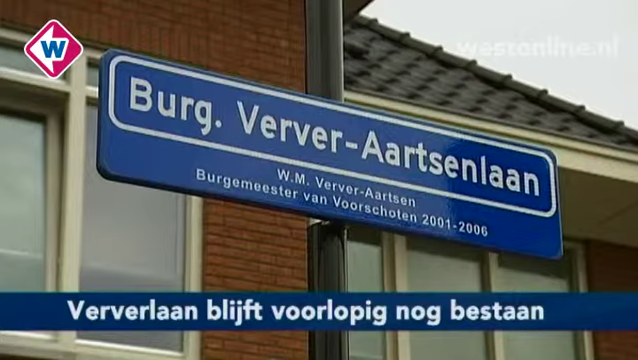 W
westonline.nl
Burg. Verver-Aartsenlaan
W.M. Verver-Aartsen
Burgemeester van Voorschoten 2001-2006
Ververlaan blijft voorlopig nog bestaan